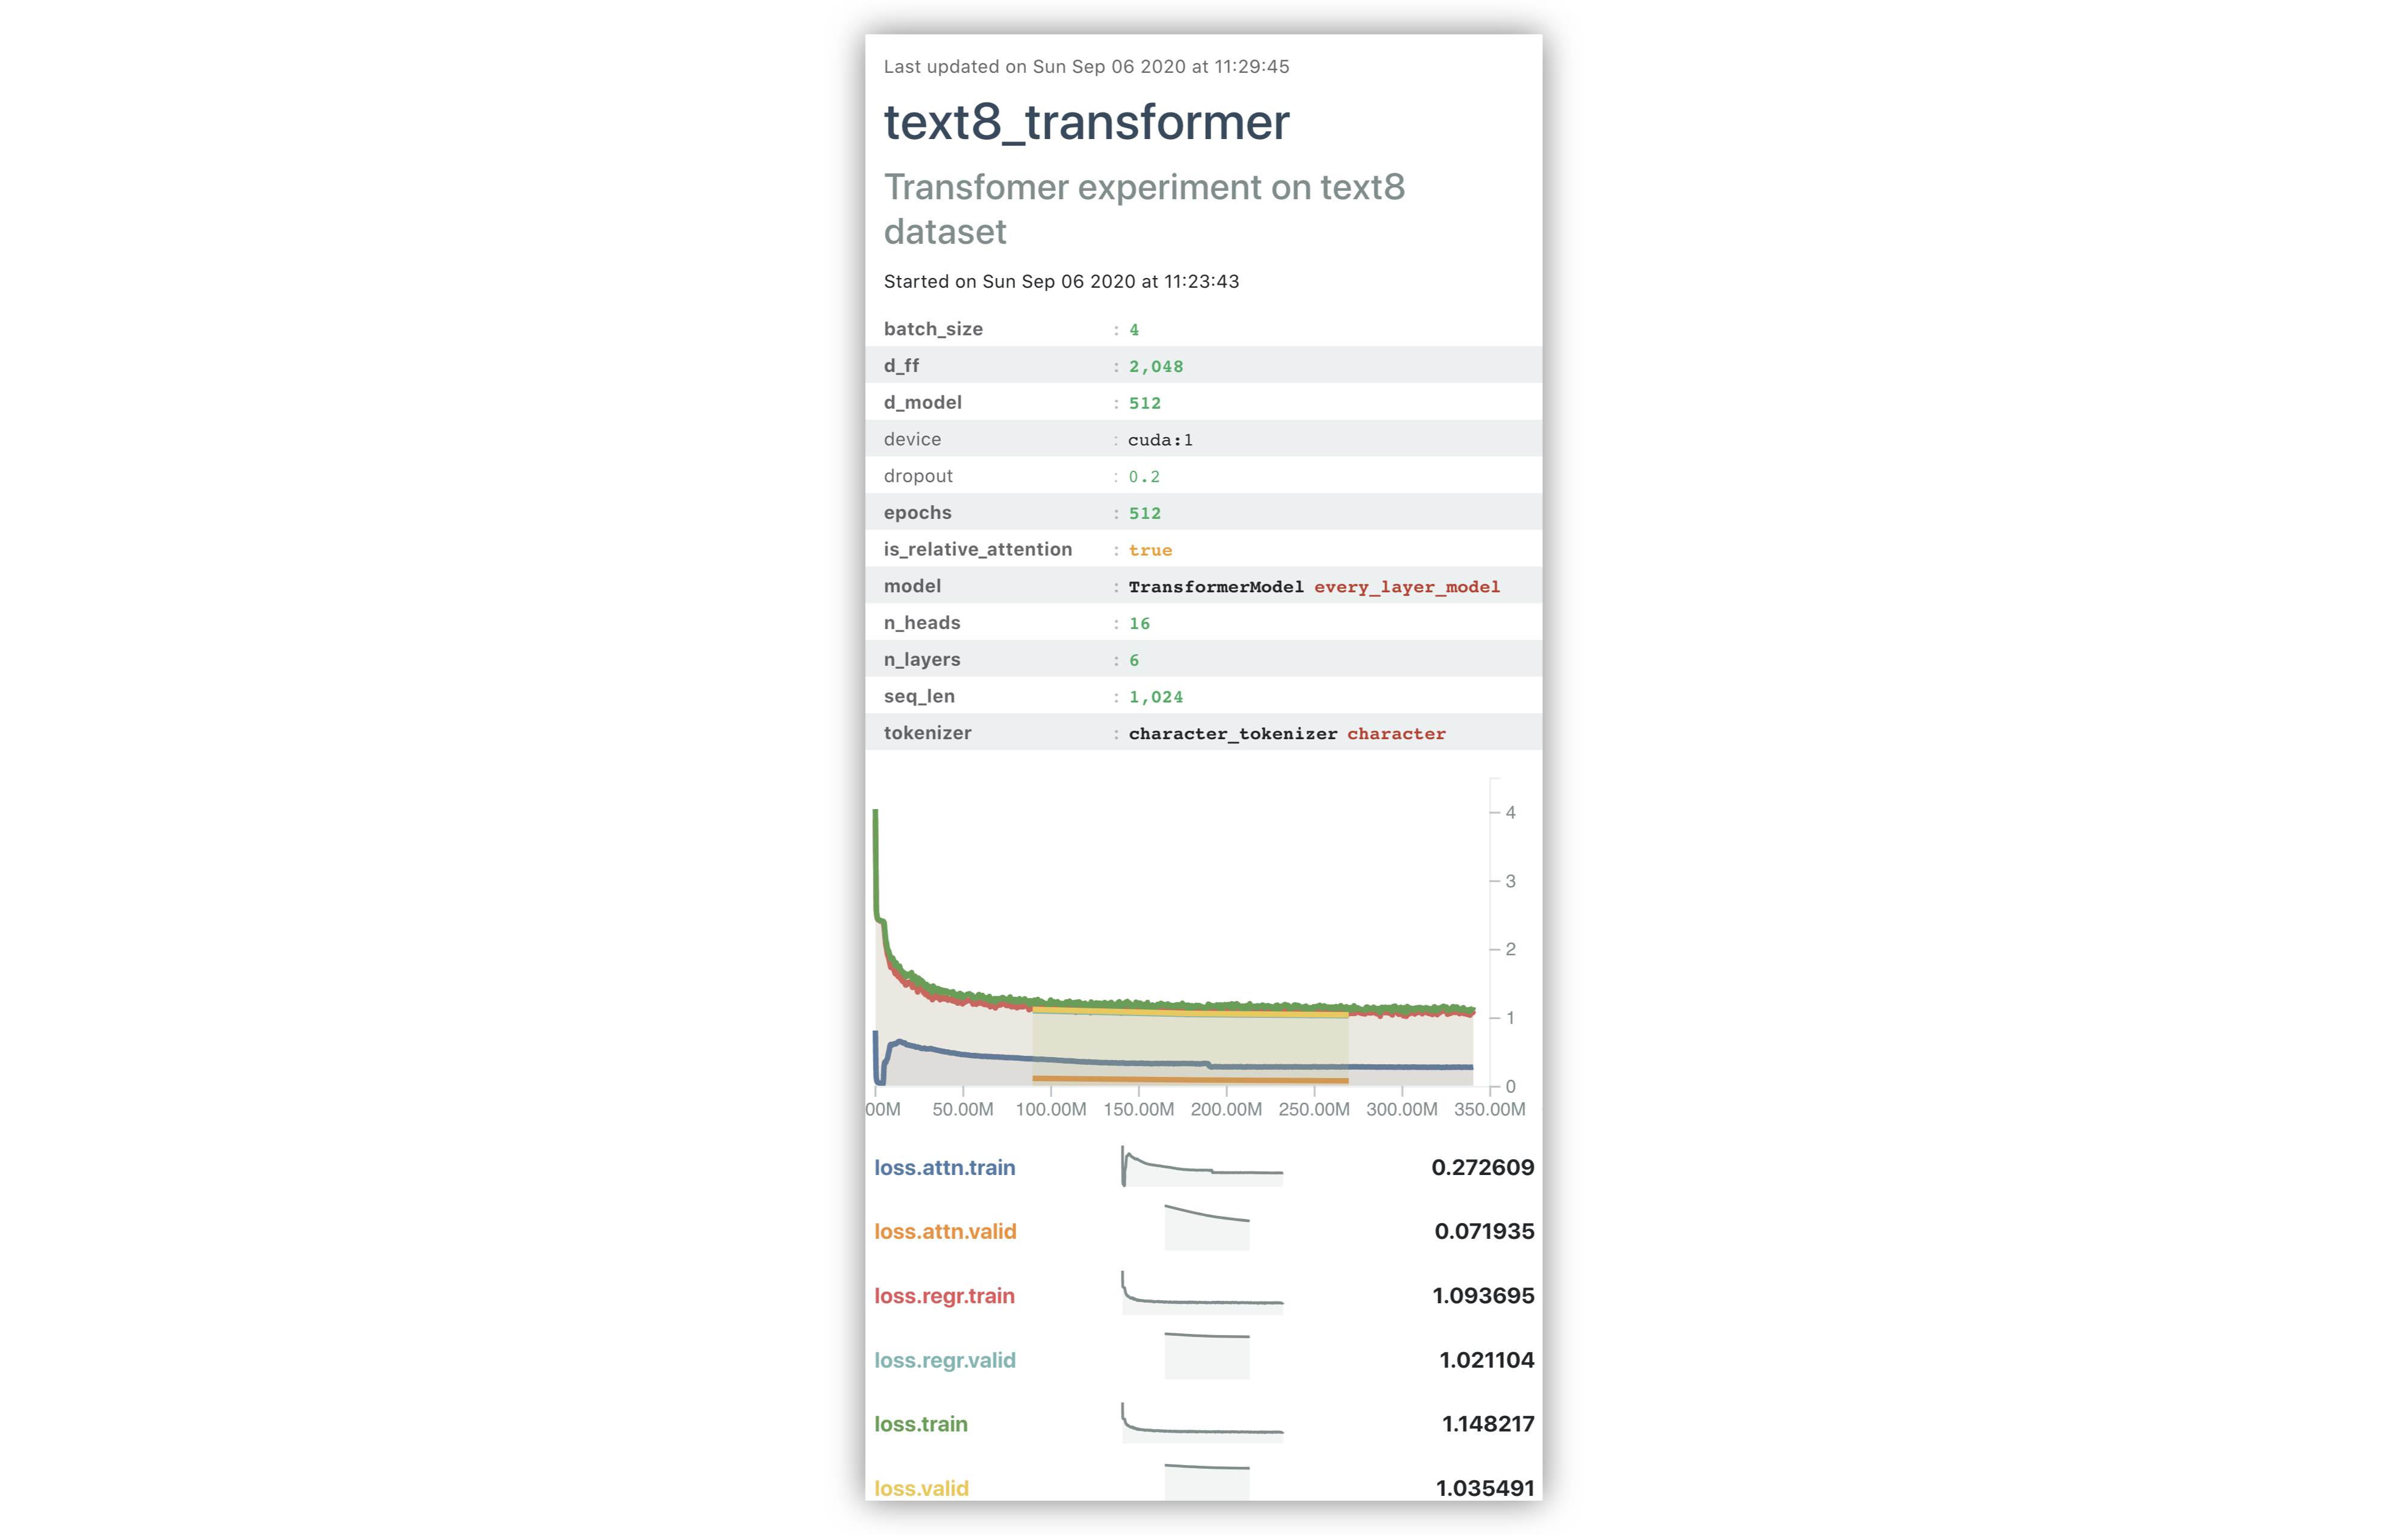 Last updated on Sun Sep 06 2020 at 11:29:45
text8_transformer
Transfomer experiment on text8
dataset
Started on Sun Sep 06 2020 at 11:23:43
batch_size : 4
d_ff : 2,048
d_model : 512
device : cuda:1
dropout : 0.2
epochs : 512
is_relative_attention : true
model : TransformerModel every_layer_model
n_heads : 16
n_layers : 6
seq_len : 1,024
tokenizer : character_tokenizer character
4
3
2
1
0
00M 50.00M 100.00M 150.00M 200.00M 250.00M 300.00M 350.00M
loss.attn.train 0.272609
loss.attn.valid 0.071935
loss.regr.train 1.093695
loss.regr.valid 1.021104
loss.train 1.148217
loss.valid 1.035491